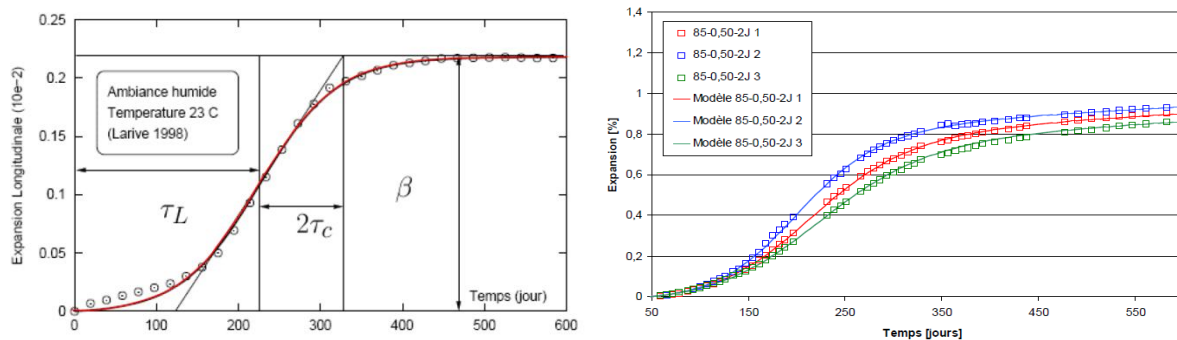 Expansion Longitudinale (10e−2)
0.20
0.15
0.1
0.05
0
0
100
200
300
400
500
600
Ambiance humide
Temperature 23 C
(Larive 1998)
τL
2τc
β
Temps (jour)
Expansion [%]
1,4
1,2
1
0,8
0,6
0,4
0,2
0
50
150
250
350
450
550
Temps [jours]
85-0,50-2J 1
85-0,50-2J 2
85-0,50-2J 3
Modèle 85-0,50-2J 1
Modèle 85-0,50-2J 2
Modèle 85-0,50-2J 3